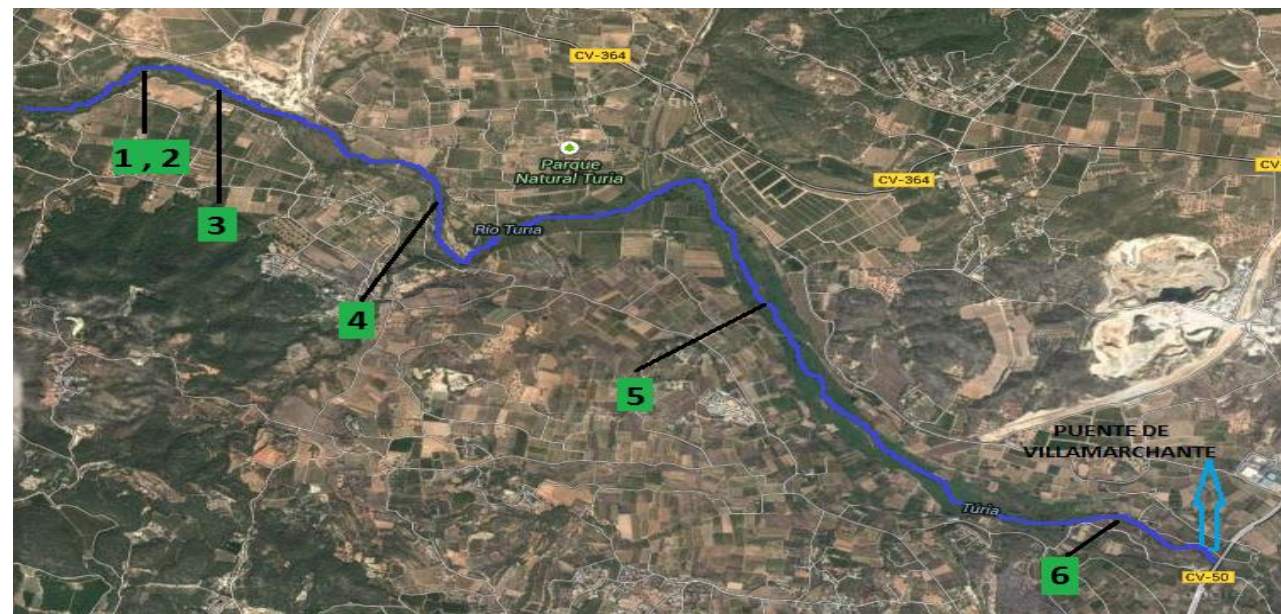 CV-364
1 , 2
Parque
Natural Turia
CV-364
CV
3
Río Turia
4
5
PUENTE DE
VILLAMARCHANTE
Turia
6
CV-50